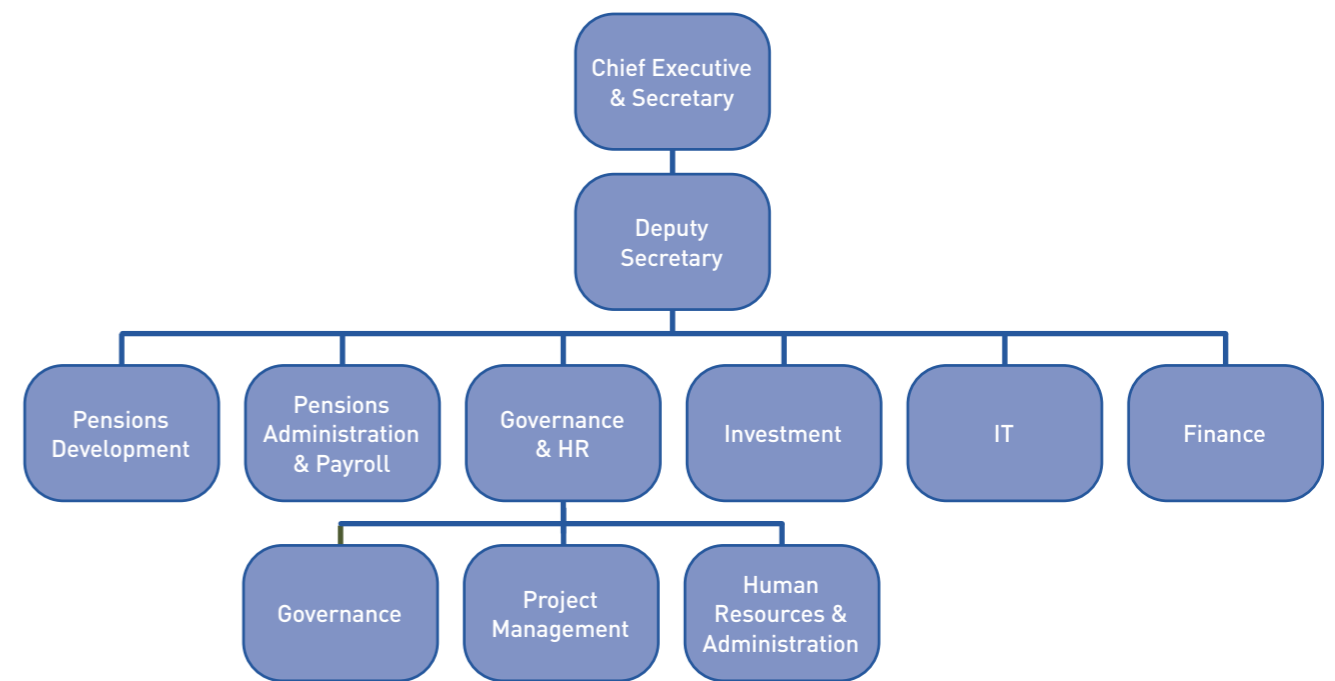 Chief Executive
& Secretary
Deputy
Secretary
Pensions
Development
Pensions
Administration
& Payroll
Governance
& HR
Investment
IT
Finance
Governance
Project
Management
Human
Resources &
Administration